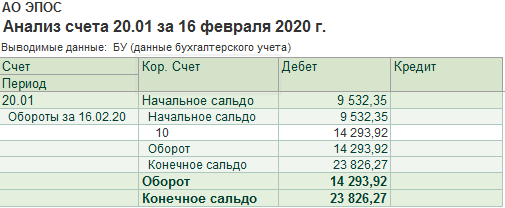 АО ЭПОС
Анализ счета 20.01 за 16 февраля 2020 г.
Выводимые данные: БУ (данные бухгалтерского учета)
Счет Кор. Счет Дебет Кредит
Период
20.01 Начальное сальдо 9 532,35
Обороты за 16.02.20 Начальное сальдо 9 532,35
10 14 293,92
Оборот 14 293,92
Конечное сальдо 23 826,27
Оборот 14 293,92
Конечное сальдо 23 826,27